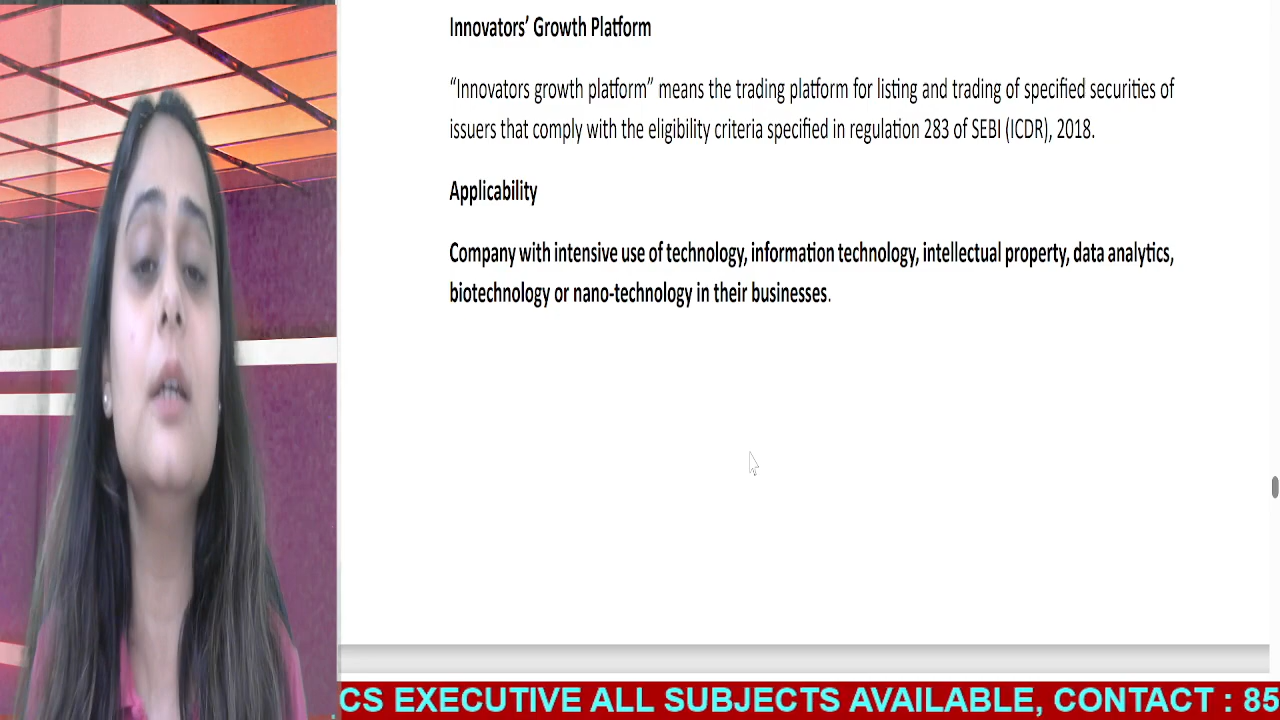 Innovators’ Growth Platform
“Innovators growth platform” means the trading platform for listing and trading of specified securities of
issuers that comply with the eligibility criteria specified in regulation 283 of SEBI (ICDR), 2018.
Applicability
Company with intensive use of technology, information technology, intellectual property, data analytics,
biotechnology or nano-technology in their businesses.
CS EXECUTIVE ALL SUBJECTS AVAILABLE, CONTACT : 85